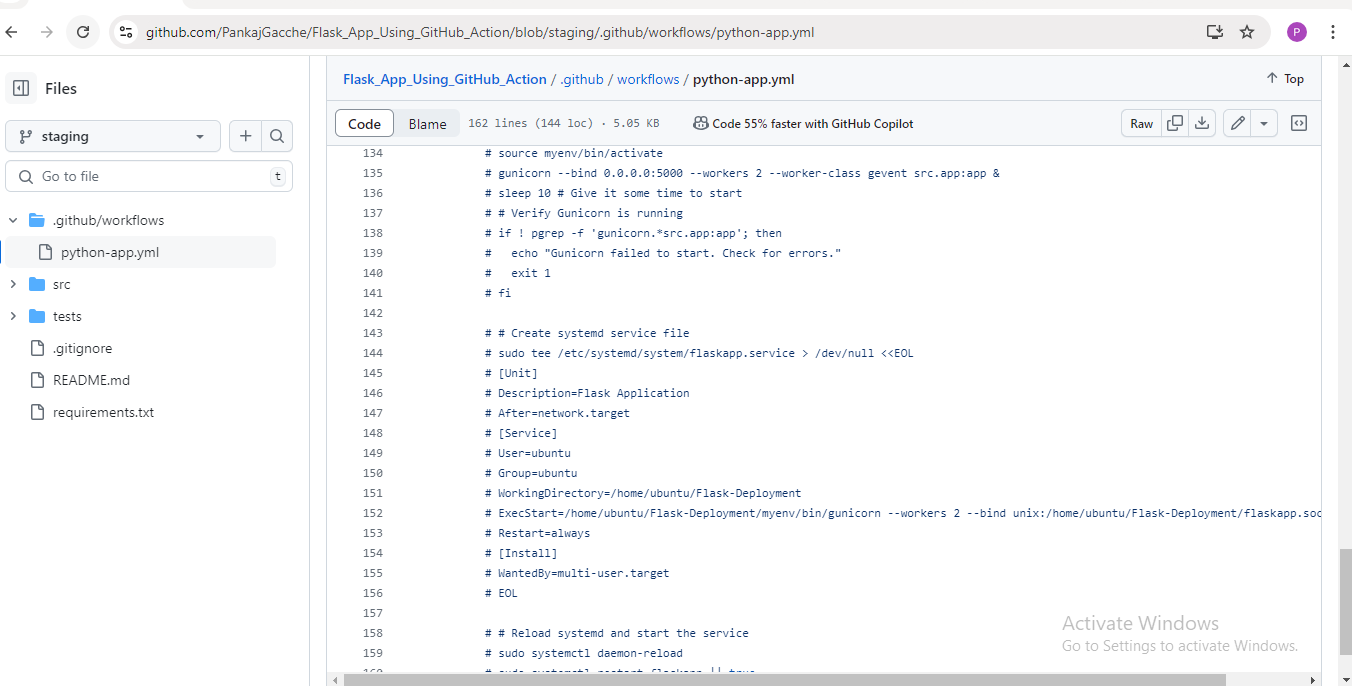 github.com/PankajGacche/Flask_App_Using_GitHub_Action/blob/staging/.github/workflows/python-app.yml
P
Files
Flask_App_Using_GitHub_Action / .github / workflows / python-app.yml
Top
staging
Code
Blame
162 lines (144 loc) · 5.05 KB
Code 55% faster with GitHub Copilot
Raw
Go to file
t
.github/workflows
python-app.yml
src
tests
.gitignore
README.md
requirements.txt
134 # source myenv/bin/activate
135 # gunicorn --bind 0.0.0.0:5000 --workers 2 --worker-class gevent src.app:app &
136 # sleep 10 # Give it some time to start
137 # # Verify Gunicorn is running
138 # if ! pgrep -f 'gunicorn.*src.app:app'; then
139 #   echo "Gunicorn failed to start. Check for errors."
140 #   exit 1
141 # fi
142
143 # # Create systemd service file
144 # sudo tee /etc/systemd/system/flaskapp.service > /dev/null <<EOL
145 # [Unit]
146 # Description=Flask Application
147 # After=network.target
148 # [Service]
149 # User=ubuntu
150 # Group=ubuntu
151 # WorkingDirectory=/home/ubuntu/Flask-Deployment
152 # ExecStart=/home/ubuntu/Flask-Deployment/myenv/bin/gunicorn --workers 2 --bind unix:/home/ubuntu/Flask-Deployment/flaskapp.soc
153 # Restart=always
154 # [Install]
155 # WantedBy=multi-user.target
156 # EOL
157
158 # # Reload systemd and start the service
159 # sudo systemctl daemon-reload
160 # sudo systemctl restart flaskapp || true
Activate Windows
Go to Settings to activate Windows.